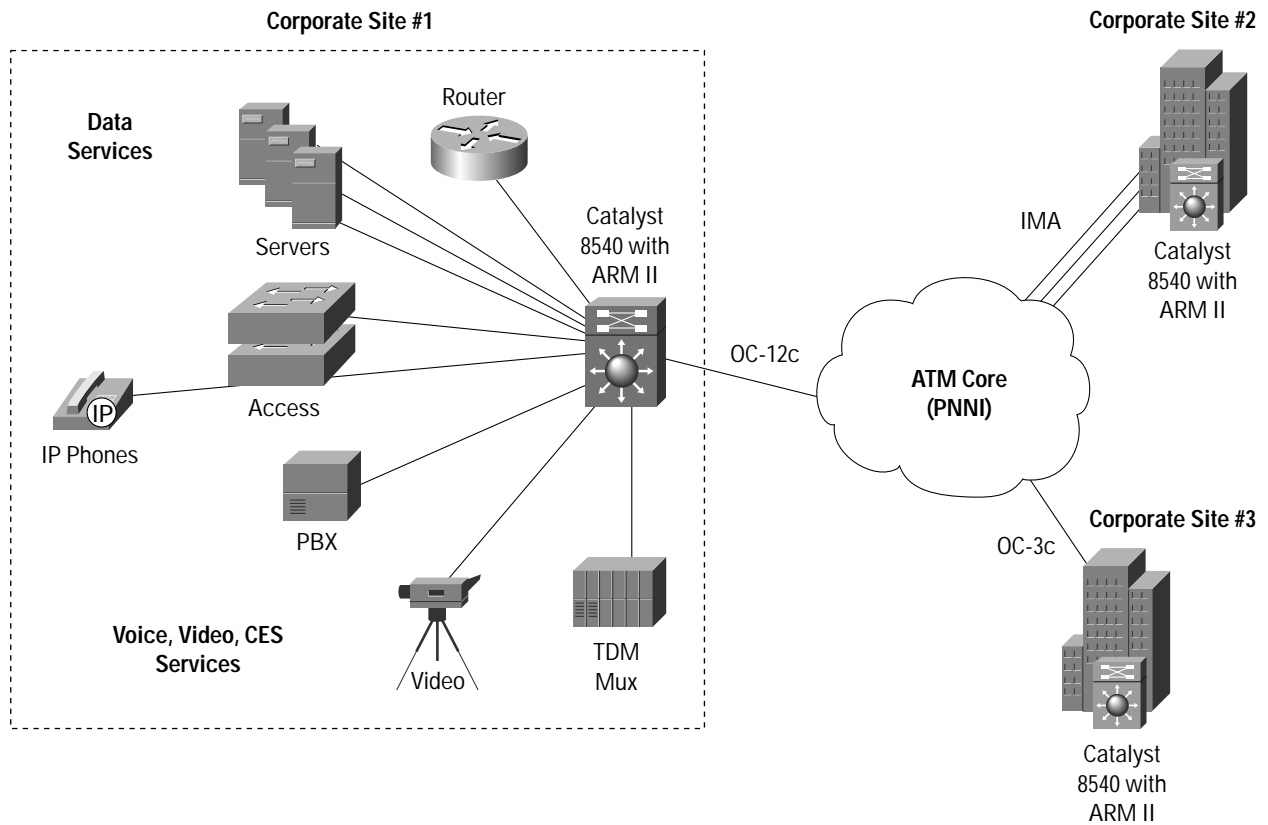 Corporate Site #1
Data
Services
Servers
Router
Catalyst
8540 with
ARM II
Access
IP
IP Phones
PBX
Voice, Video, CES
Services
Video
TDM
Mux
OC-12c
ATM Core
(PNNI)
Corporate Site #2
IMA
Catalyst
8540 with
ARM II
Corporate Site #3
OC-3c
Catalyst
8540 with
ARM II